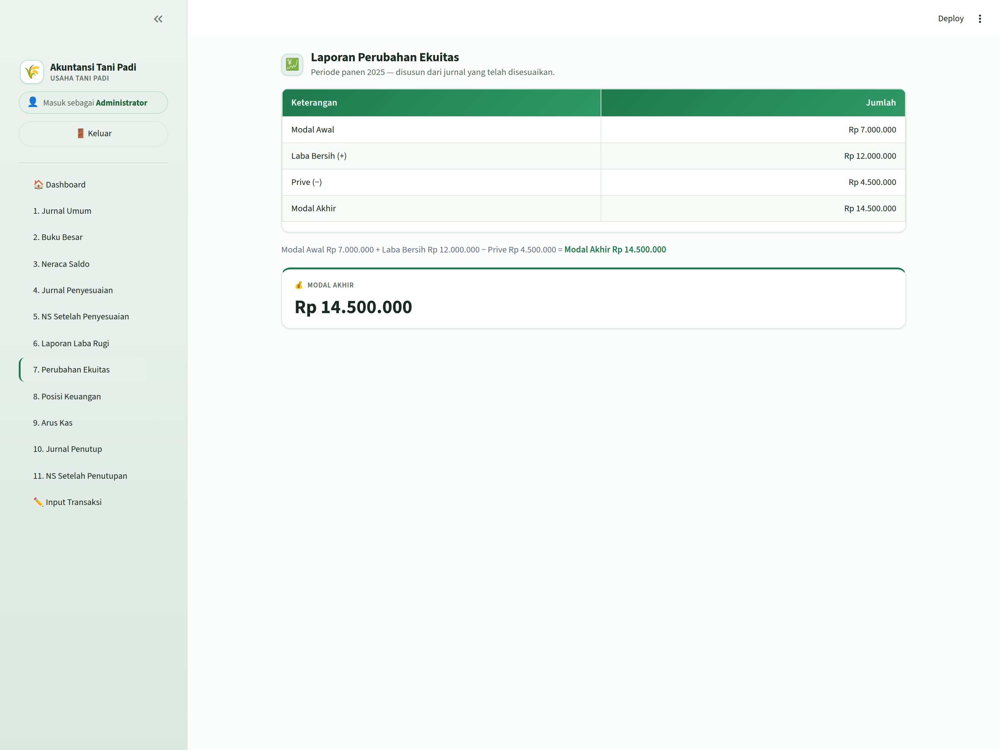 Deploy
Akuntansi Tani Padi
USAHA TANI PADI
Masuk sebagai Administrator
Keluar
Dashboard
1. Jurnal Umum
2. Buku Besar
3. Neraca Saldo
4. Jurnal Penyesuaian
5. NS Setelah Penyesuaian
6. Laporan Laba Rugi
7. Perubahan Ekuitas
8. Posisi Keuangan
9. Arus Kas
10. Jurnal Penutup
11. NS Setelah Penutupan
Input Transaksi
Laporan Perubahan Ekuitas
Periode panen 2025 — disusun dari jurnal yang telah disesuaikan.
Keterangan Jumlah
Modal Awal Rp 7.000.000
Laba Bersih (+) Rp 12.000.000
Prive (−) Rp 4.500.000
Modal Akhir Rp 14.500.000
Modal Awal Rp 7.000.000 + Laba Bersih Rp 12.000.000 − Prive Rp 4.500.000 = Modal Akhir Rp 14.500.000
MODAL AKHIR
Rp 14.500.000